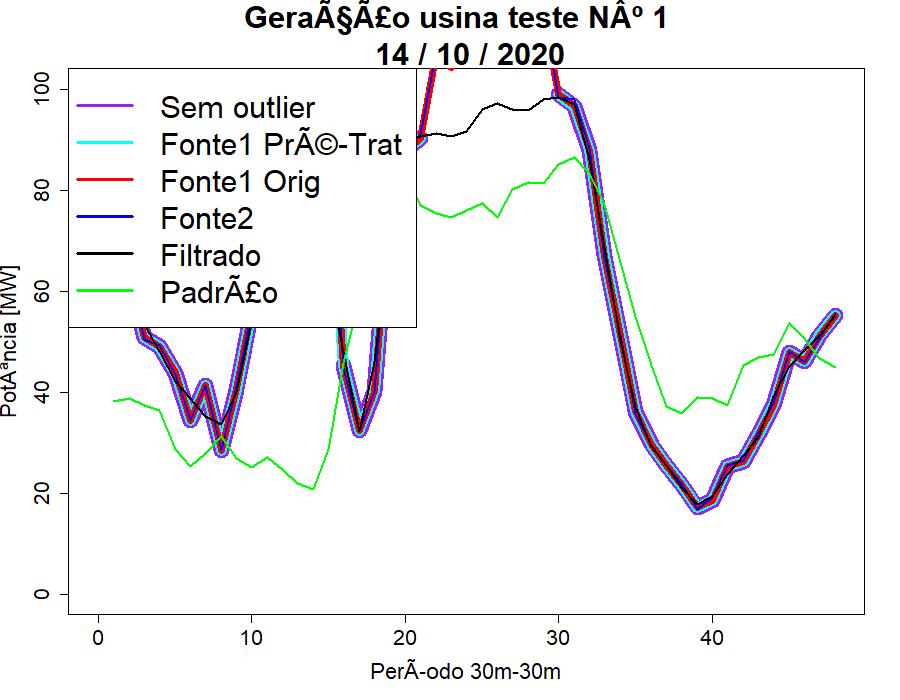 GeraÃ§Ã£o usina teste NÂº 1
14 / 10 / 2020
Sem outlier
Fonte1 PrÃ©-Trat
Fonte1 Orig
Fonte2
Filtrado
PadrÃ£o
PotÃªncia [MW]
100
80
60
40
20
0
0 10 20 30 40
PerÃ-odo 30m-30m